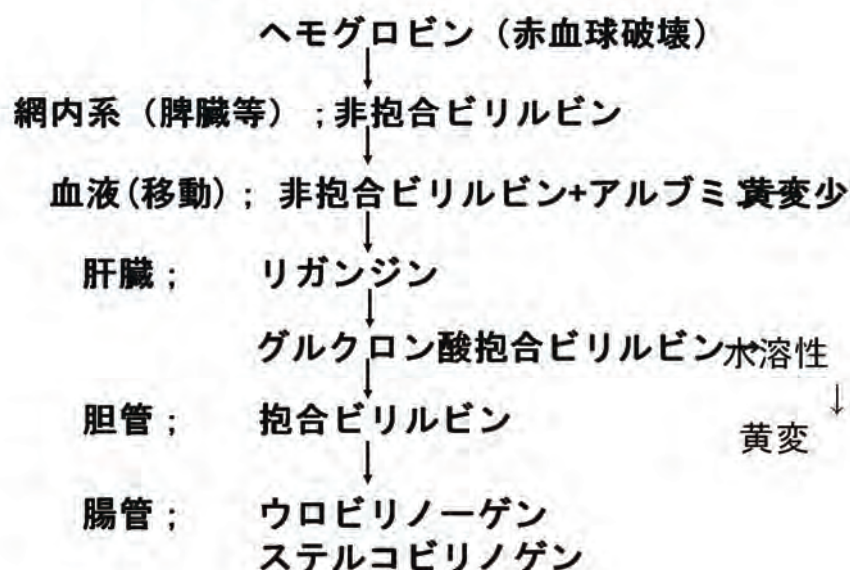 ヘモグロビン（赤血球破壊）
網内系（脾臓等）;非抱合ビリルビン
血液(移動)； 非抱合ビリルビン+アルブミ 黄変少
肝臓； リガンジン
グルクロン酸抱合ビリルビン→水溶性
↓
胆管； 抱合ビリルビン
黄変
腸管； ウロビリノーゲン
ステルコビリノゲン